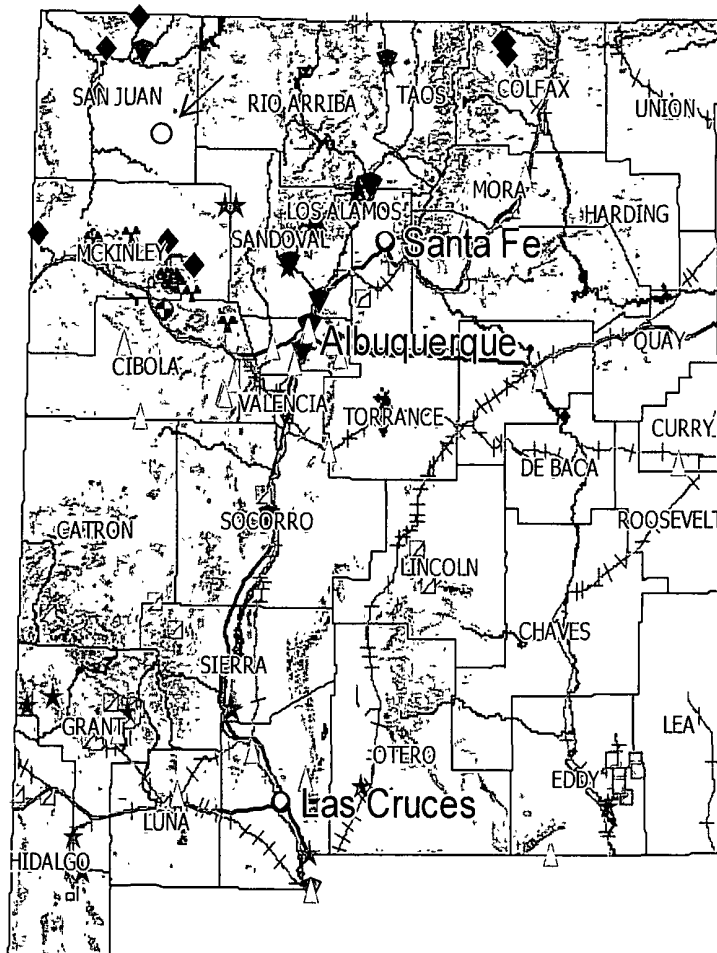 SAN JUAN
RIO ARRIBA
TAOS
COLFAX
UNION
MORA
LOS ALAMOS
HARDING
SANDOVAL
Santa Fe
MCKINLEY
Albuquerque
QUAY
CIBOLA
VALENCIA
TORRANCE
CURRY
DE BACA
SOCORRO
ROOSEVELT
CATRON
LINCOLN
CHAVES
SIERRA
GRANT
LEA
OTERO
EDDY
Las Cruces
LUNA
HIDALGO